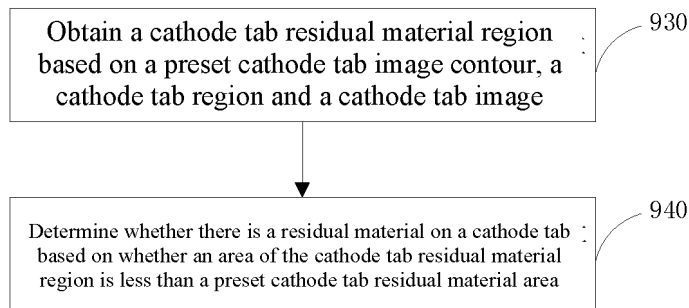 Obtain a cathode tab residual material region
based on a preset cathode tab image contour, a
cathode tab region and a cathode tab image
930
Determine whether there is a residual material on a cathode tab
based on whether an area of the cathode tab residual material
region is less than a preset cathode tab residual material area
940